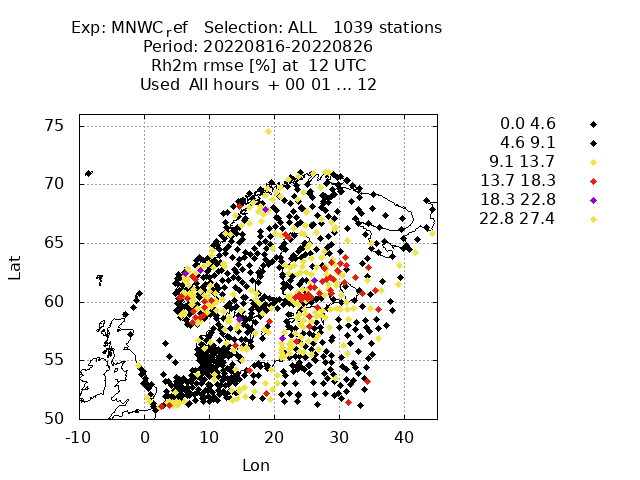 Exp: MNWC_ref   Selection: ALL   1039 stations
Period: 20220816-20220826
Rh2m rmse [%] at  12 UTC
Used  All hours  + 00 01 ... 12
0.0 4.6
4.6 9.1
9.1 13.7
13.7 18.3
18.3 22.8
22.8 27.4
75
70
65
60
55
50
Lat
-10 0 10 20 30 40
Lon